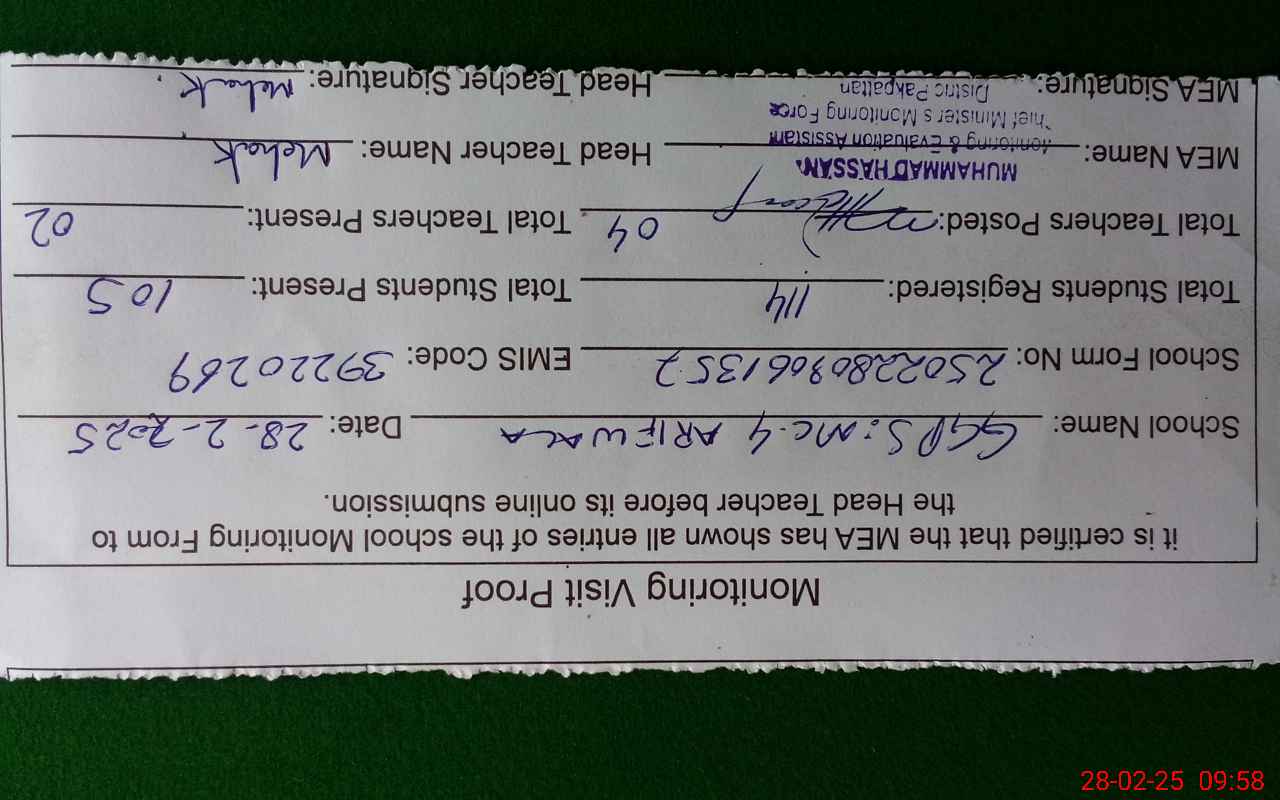 Monitoring Visit Proof
it is certified that the MEA has shown all entries of the school Monitoring From to
the Head Teacher before its online submission.
School Name: GGPS: MC-4 ARIFWALA Date: 28-2-2025
School Form No: 2502280906135 EMIS Code: 39220269
Total Students Registered: 114 Total Students Present: 105
Total Teachers Posted: 04 Total Teachers Present: 02
MUHAMMAD HASSAN
MEA Name: Monitoring & Evaluation Assistant Head Teacher Name: Mehak
Chief Minister's Monitoring Force
MEA Signature: Distric Pakpattan Head Teacher Signature: Mehak
28-02-25 09:58